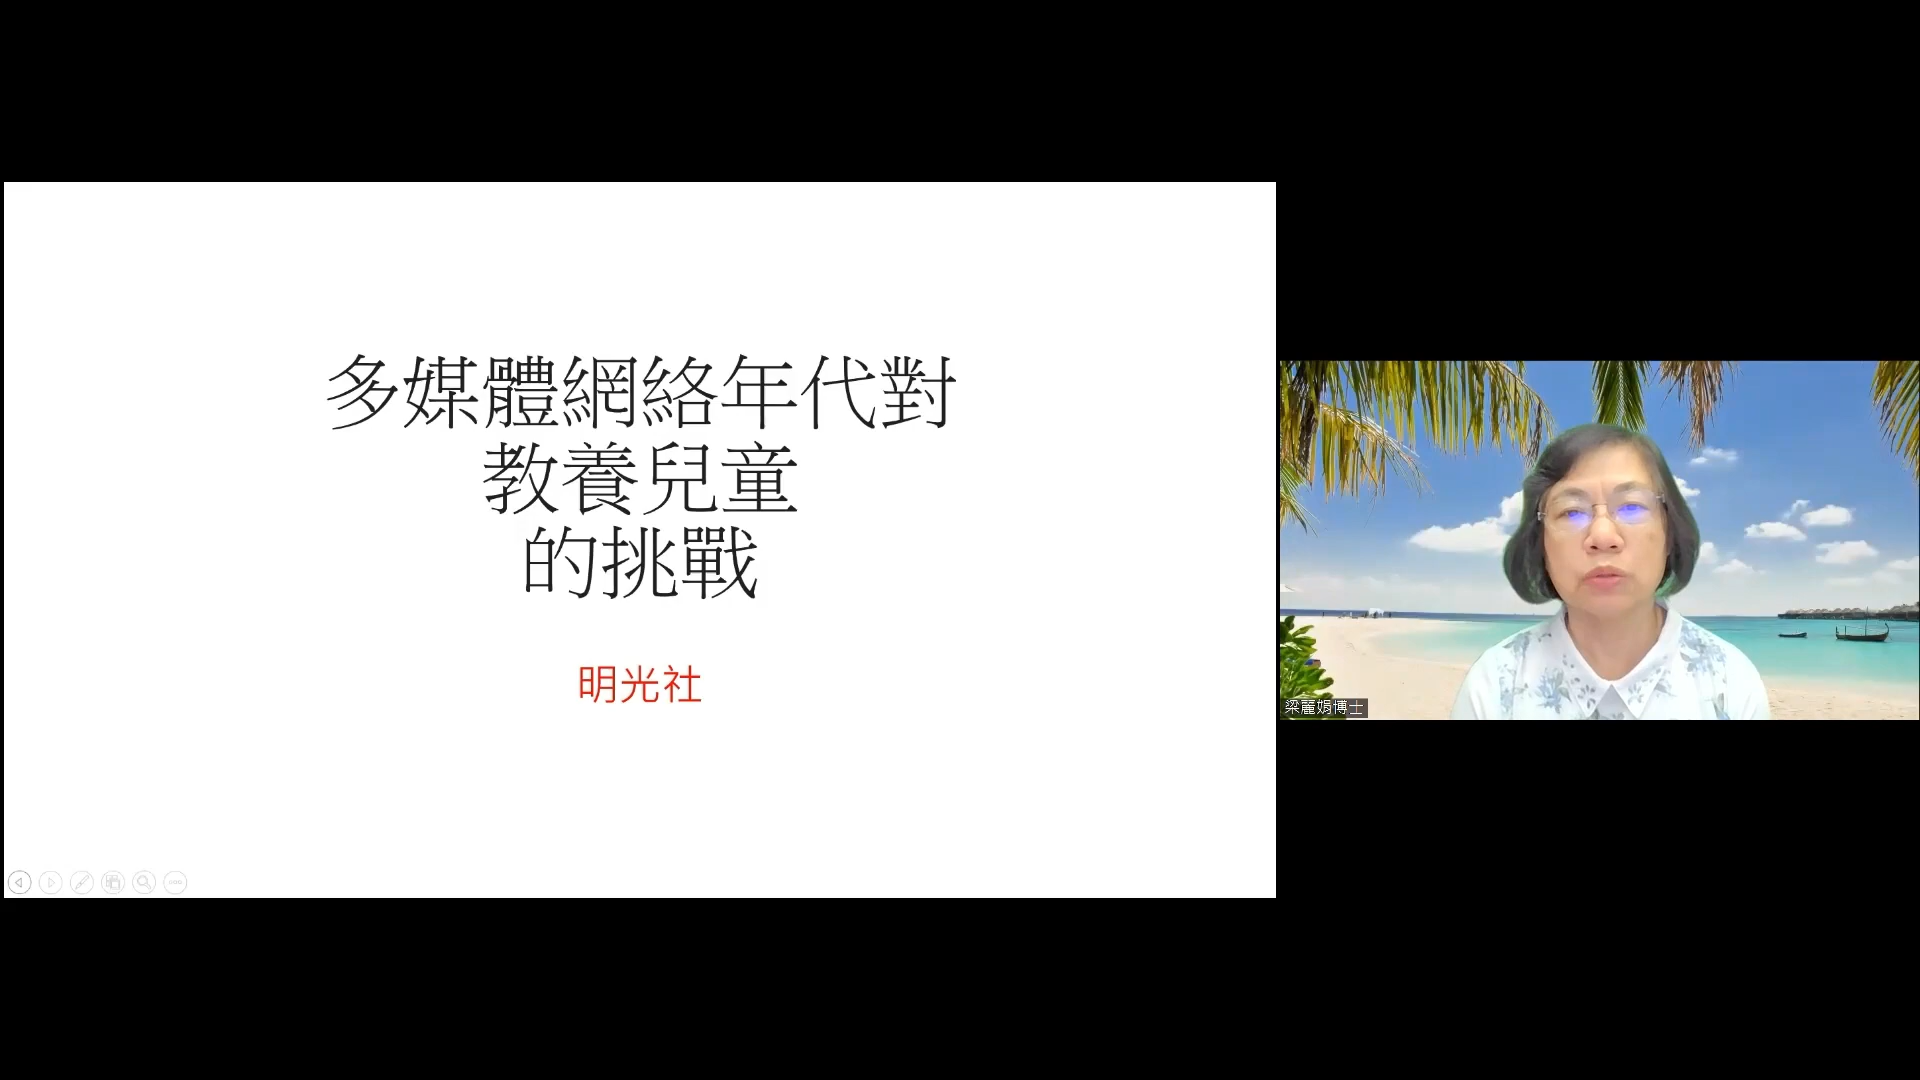 多媒體網絡年代對
教養兒童
的挑戰
明光社
梁麗娟博士